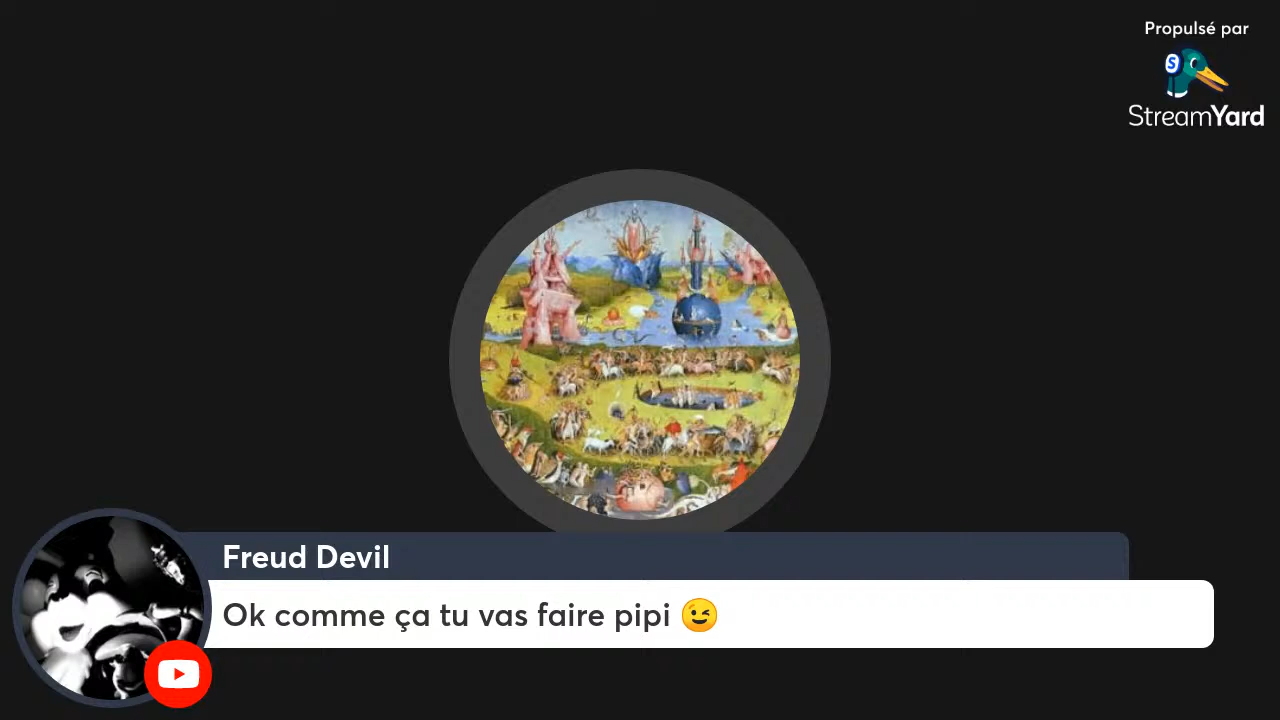 Propulsé par
S
StreamYard
Freud Devil
Ok comme ça tu vas faire pipi 😉